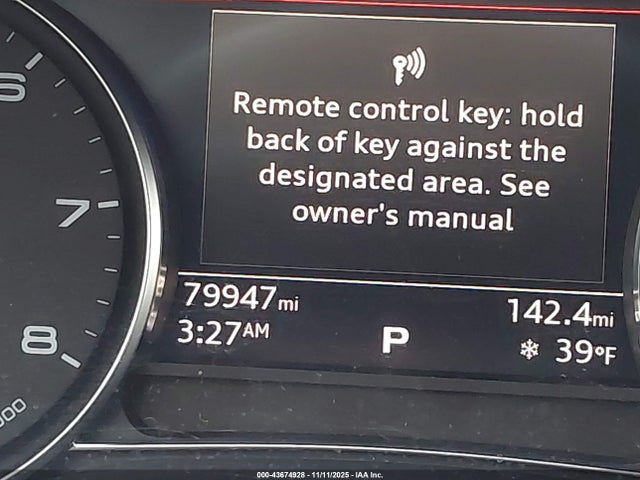 Remote control key: hold
back of key against the
designated area. See
owner's manual
6
7
8
79947mi
142.4mi
3:27AM
P
39°F
000-43674928 - 11/11/2025 - IAA Inc.